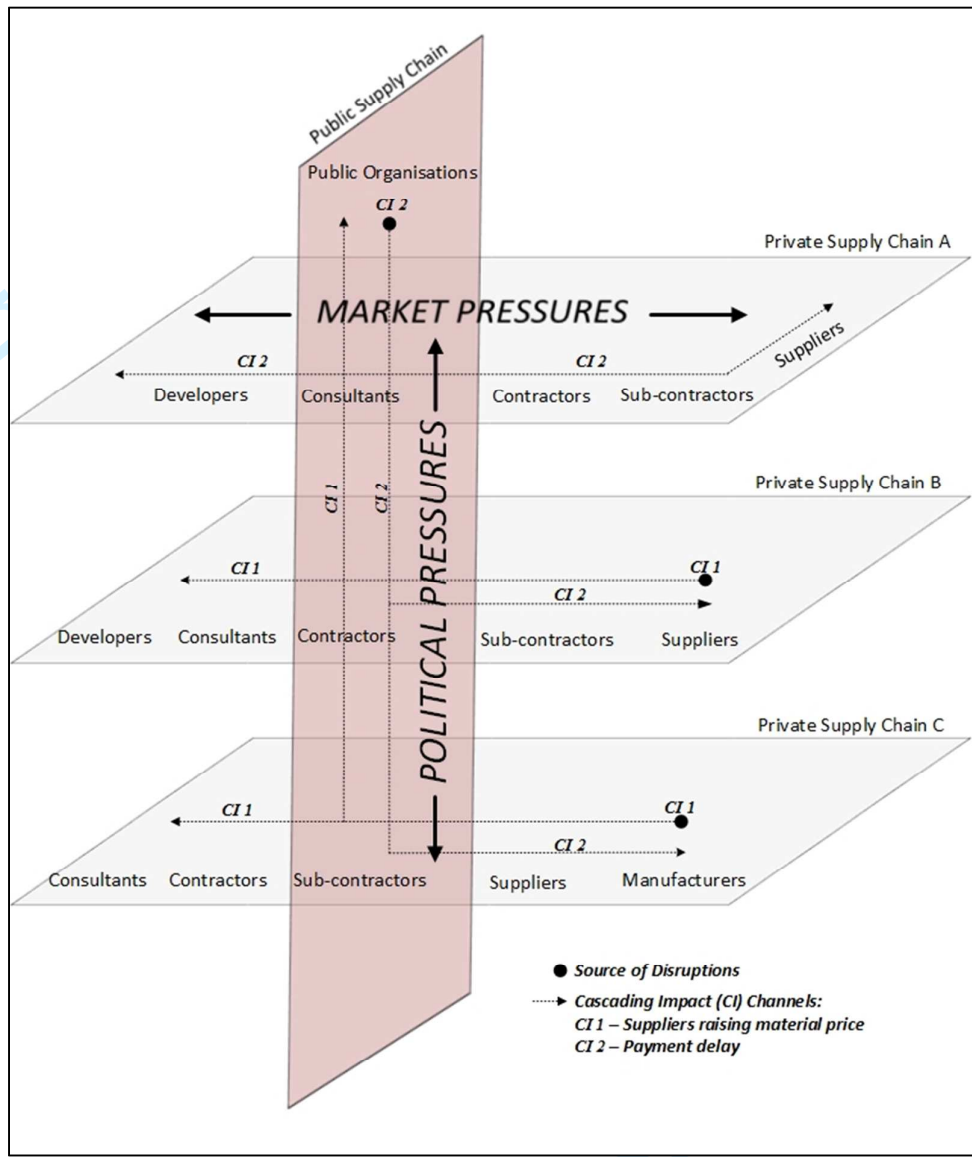 Public Supply Chain
Public Organisations
CI 2
Private Supply Chain A
MARKET PRESSURES
Suppliers
CI 2
CI 2
Developers
Consultants
Contractors
Sub-contractors
POLITICAL PRESSURES
CI 1
CI 2
Private Supply Chain B
CI 1
CI 1
CI 2
Developers
Consultants
Contractors
Sub-contractors
Suppliers
Private Supply Chain C
CI 1
CI 1
CI 2
Consultants
Contractors
Sub-contractors
Suppliers
Manufacturers
Source of Disruptions
Cascading Impact (CI) Channels:
CI 1 – Suppliers raising material price
CI 2 – Payment delay